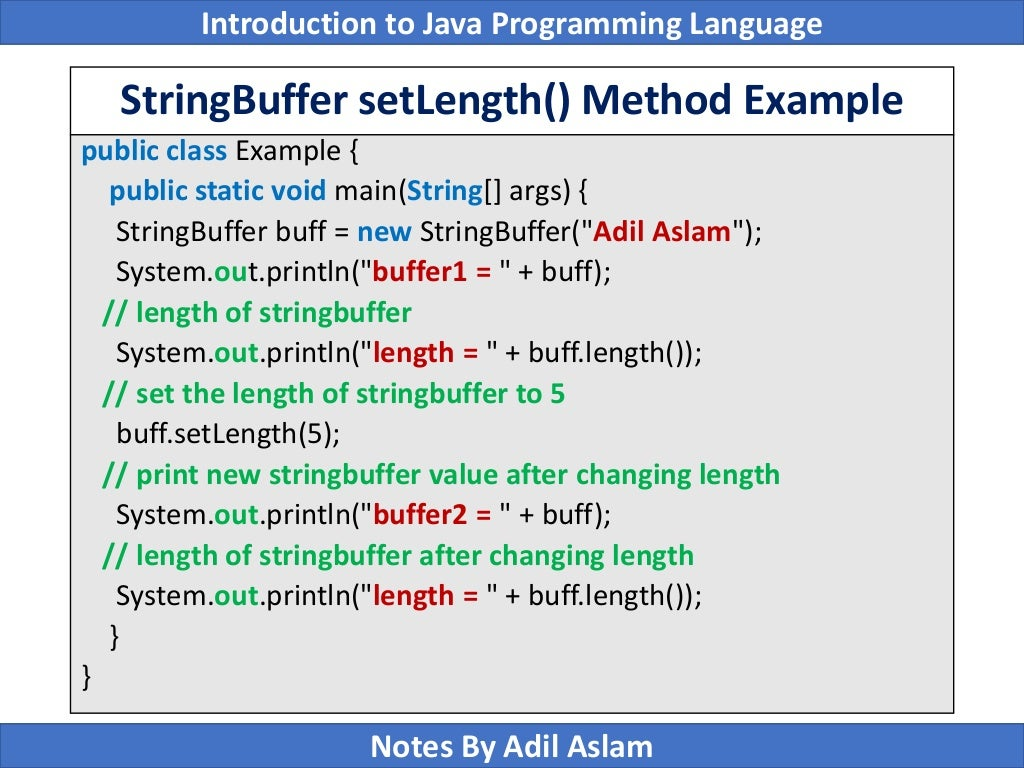 Introduction to Java Programming Language
StringBuffer setLength() Method Example
public class Example {
public static void main(String[] args) {
StringBuffer buff = new StringBuffer("Adil Aslam");
System.out.println("buffer1 = " + buff);
// length of stringbuffer
System.out.println("length = " + buff.length());
// set the length of stringbuffer to 5
buff.setLength(5);
// print new stringbuffer value after changing length
System.out.println("buffer2 = " + buff);
// length of stringbuffer after changing length
System.out.println("length = " + buff.length());
}
}
Notes By Adil Aslam